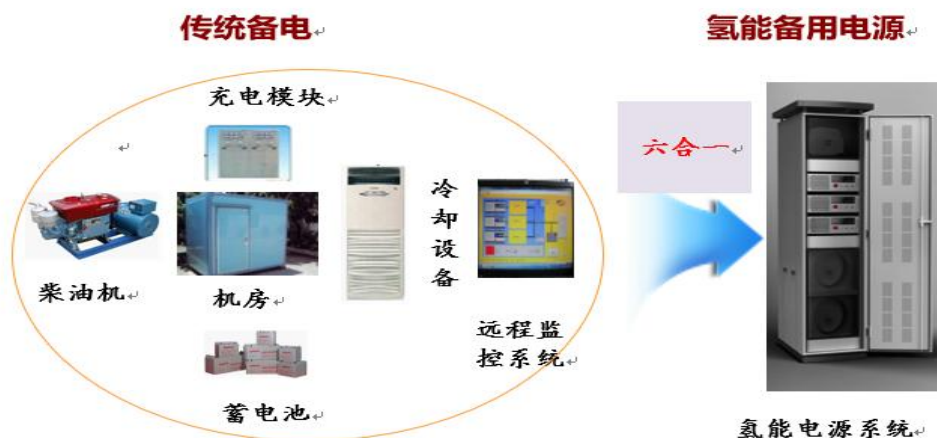 传统备电
氢能备用电源
充电模块
六合一
冷
却
设
备
柴油机
机房
远程监
控系统
蓄电池
氢能电源系统